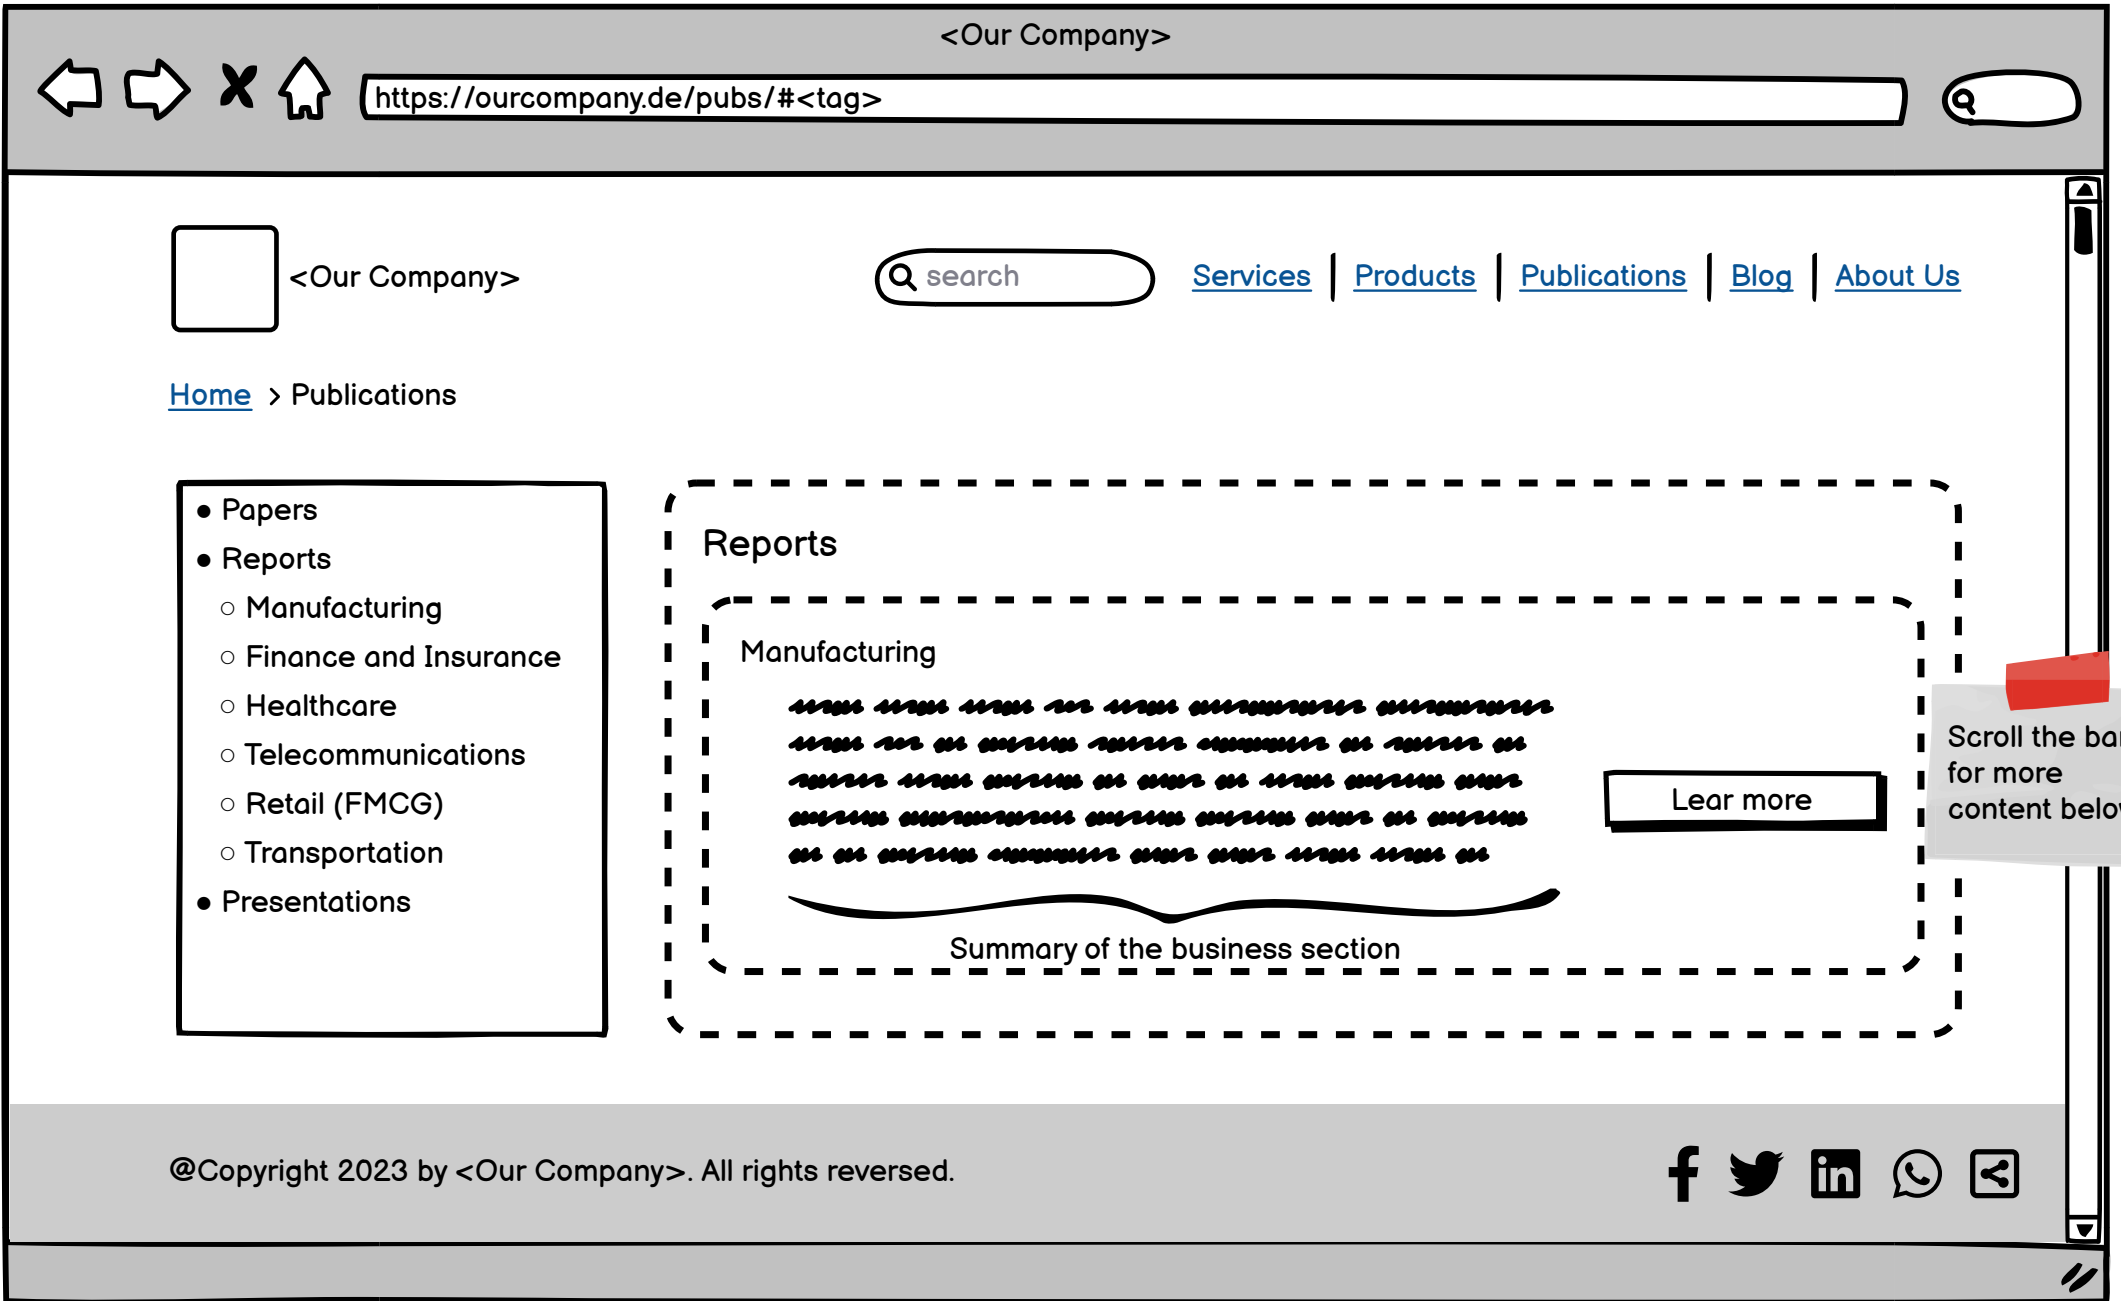 <Our Company>
https://ourcompany.de/pubs/#<tag>
<Our Company>
search
Services
Products
Publications
Blog
About Us
Home > Publications
Papers
Reports
Manufacturing
Finance and Insurance
Healthcare
Telecommunications
Retail (FMCG)
Transportation
Presentations
Reports
Manufacturing
Lear more
Summary of the business section
Scroll the
for more
content
@Copyright 2023 by <Our Company>. All rights reversed.